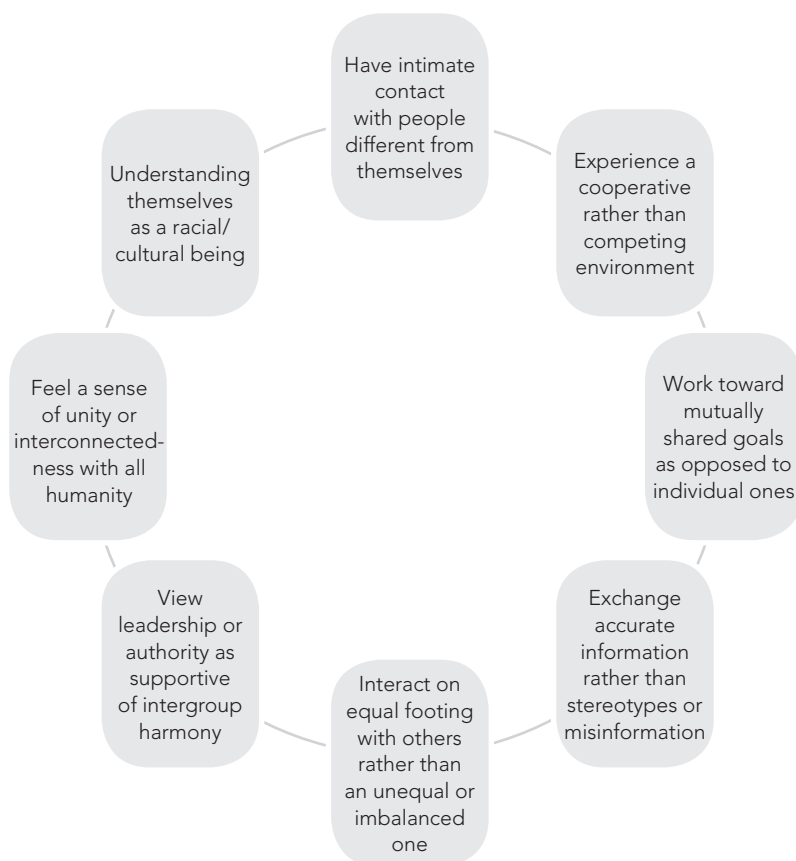 Have intimate
contact
with people
different from
themselves
Experience a
cooperative
rather than
competing
environment
Work toward
mutually
shared goals
as opposed to
individual ones
Exchange
accurate
information
rather than
stereotypes or
misinformation
Interact on
equal footing
with others
rather than
an unequal or
imbalanced
one
View
leadership or
authority as
supportive
of intergroup
harmony
Feel a sense
of unity or
interconnected-
ness with all
humanity
Understanding
themselves
as a racial/
cultural being